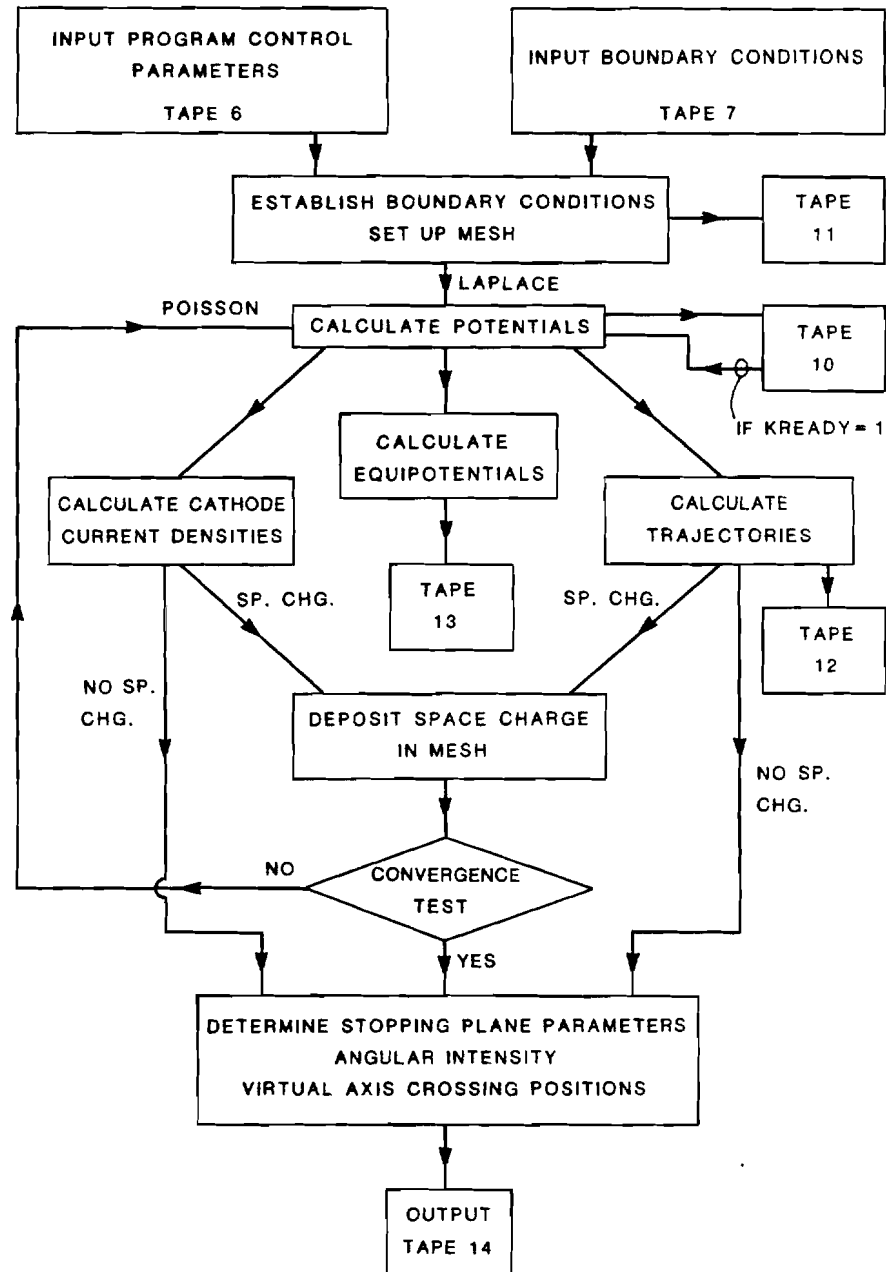 INPUT PROGRAM CONTROL
PARAMETERS
TAPE 6
INPUT BOUNDARY CONDITIONS
TAPE 7
ESTABLISH BOUNDARY CONDITIONS
SET UP MESH
TAPE
11
LAPLACE
POISSON
CALCULATE POTENTIALS
TAPE
10
IF KREADY = 1
CALCULATE
EQUIPOTENTIALS
CALCULATE CATHODE
CURRENT DENSITIES
CALCULATE
TRAJECTORIES
SP. CHG.
TAPE
13
SP. CHG.
TAPE
12
NO SP.
CHG.
DEPOSIT SPACE CHARGE
IN MESH
NO SP.
CHG.
NO
CONVERGENCE
TEST
YES
DETERMINE STOPPING PLANE PARAMETERS
ANGULAR INTENSITY
VIRTUAL AXIS CROSSING POSITIONS
OUTPUT
TAPE 14